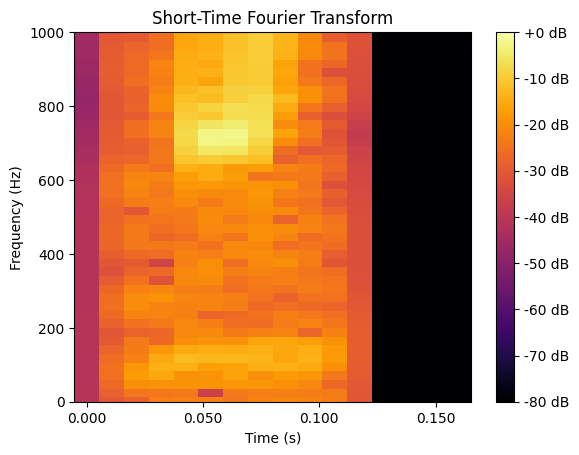 Short-Time Fourier Transform
1000
800
600
400
200
0
Frequency (Hz)
0.000
0.050
0.100
0.150
Time (s)
+0 dB
-10 dB
-20 dB
-30 dB
-40 dB
-50 dB
-60 dB
-70 dB
-80 dB